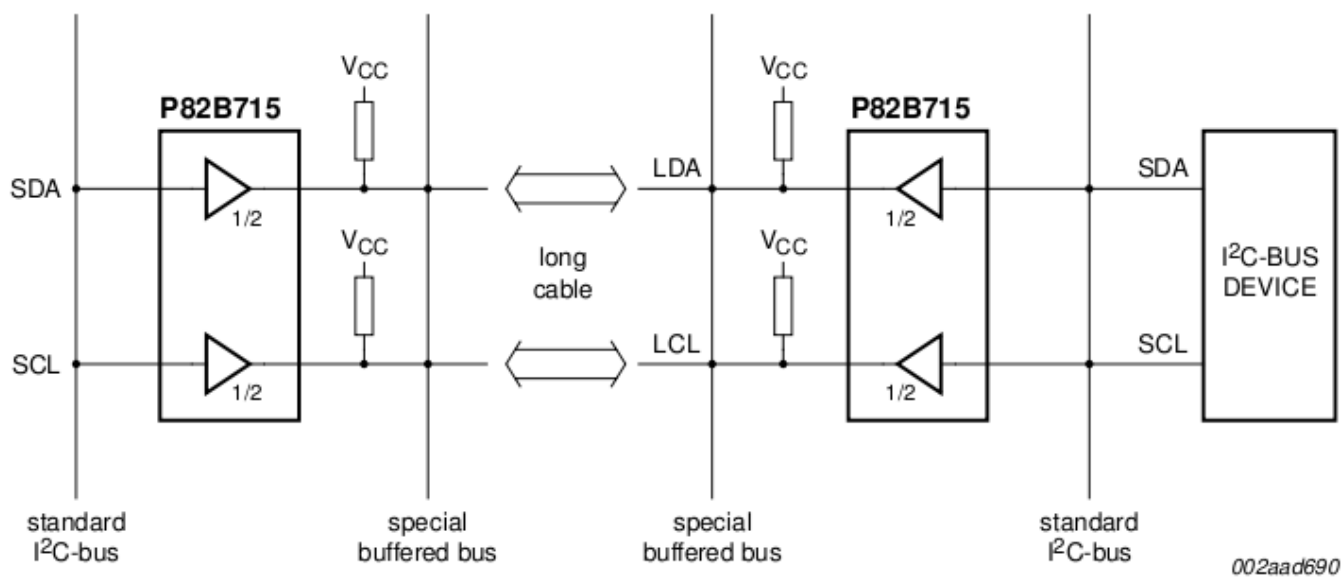 VCC
VCC
P82B715
P82B715
SDA
1/2
LDA
1/2
SDA
VCC
VCC
long
cable
I²C-BUS
DEVICE
SCL
1/2
LCL
1/2
SCL
standard
I²C-bus
special
buffered bus
special
buffered bus
standard
I²C-bus
002aad690